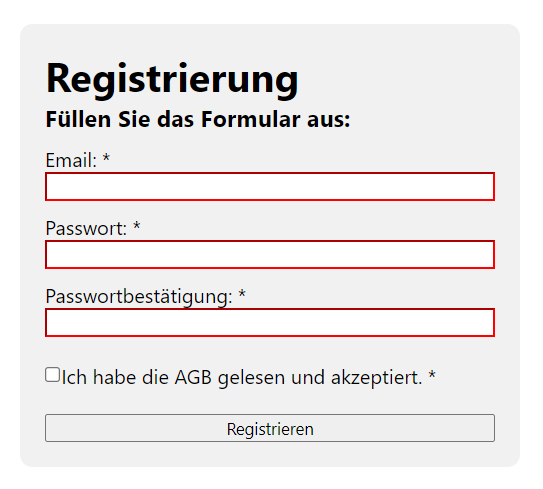 Registrierung
Füllen Sie das Formular aus:
Email: *
Passwort: *
Passwortbestätigung: *
Ich habe die AGB gelesen und akzeptiert. *
Registrieren